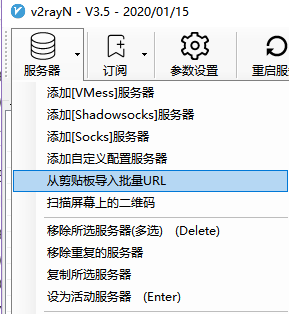 v2rayN - V3.5 - 2020/01/15
服务器 订阅 参数设置 重启服
添加[VMess]服务器
添加[Shadowsocks]服务器
添加[Socks]服务器
添加自定义配置服务器
从剪贴板导入批量URL
扫描屏幕上的二维码
移除所选服务器(多选) (Delete)
移除重复的服务器
复制所选服务器
设为活动服务器 (Enter)